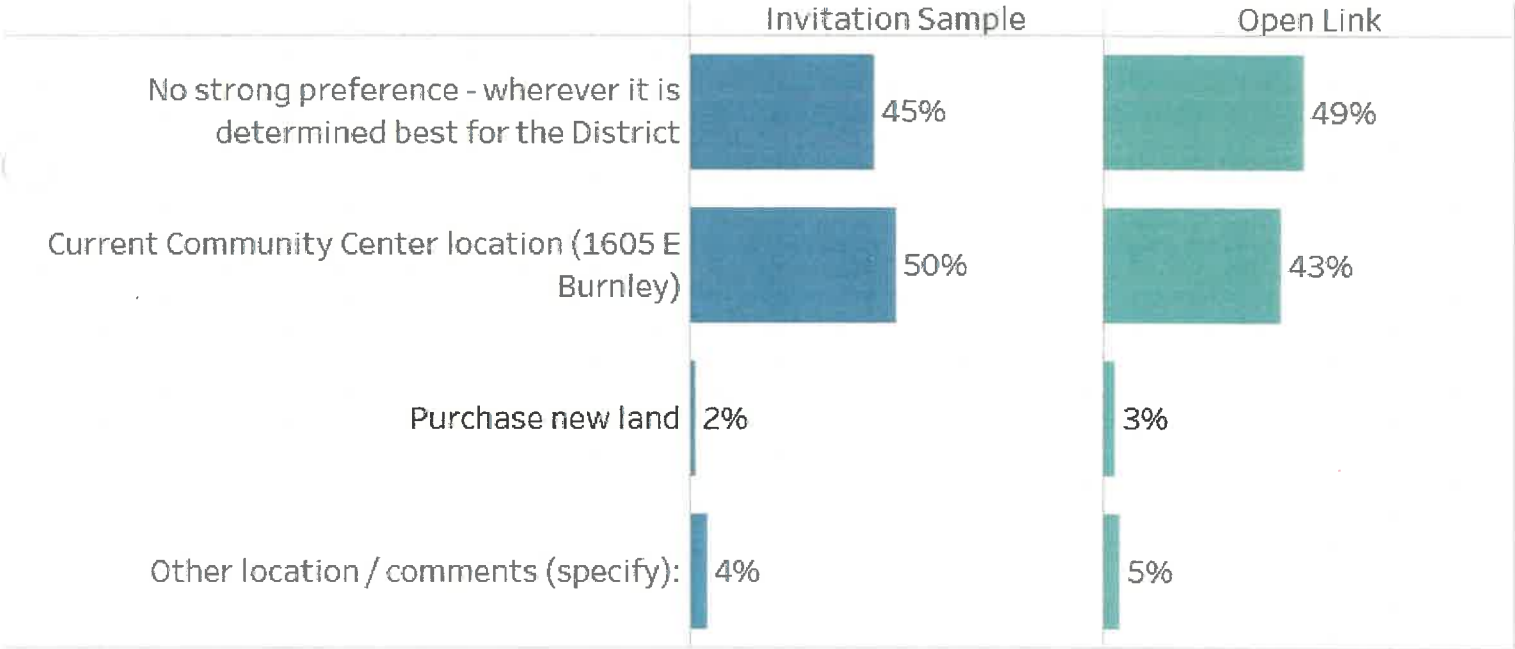 Invitation Sample
Open Link
No strong preference - wherever it is
determined best for the District
45%
49%
Current Community Center location (1605 E
Burnley)
50%
43%
Purchase new land
2%
3%
Other location / comments (specify):
4%
5%